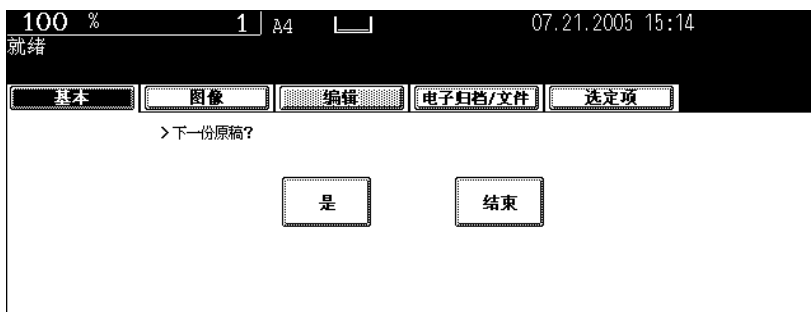 100 % 1 A4 07.21.2005 15:14
就绪
基本 图像 编辑 电子归档/文件 选定项
>下一份原稿?
是 结束